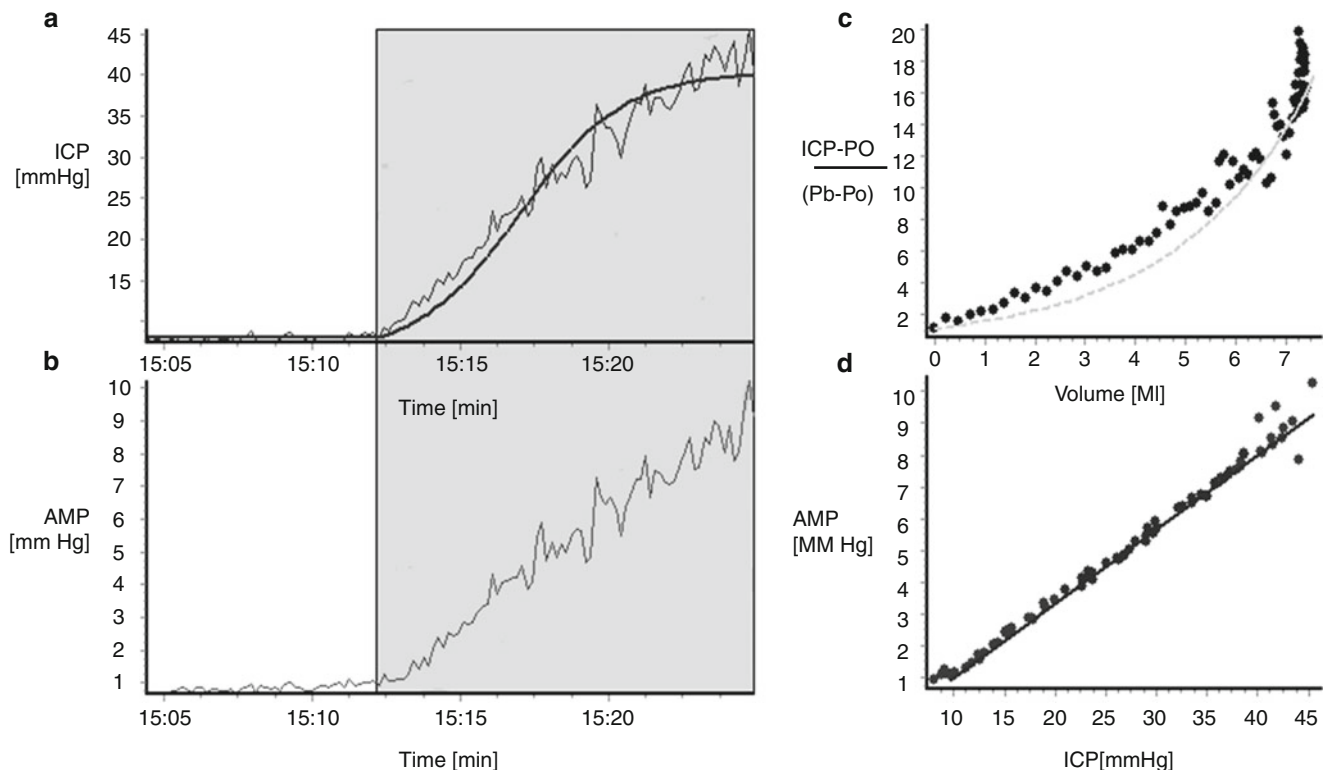 a
45
40
35
30
25
20
15
ICP
[mmHg]
15:05 15:10 15:15 15:20
Time [min]
b
10
9
8
7
6
5
4
3
2
1
AMP
[mm Hg]
15:05 15:10 15:15 15:20
Time [min]
c
20
18
16
14
12
10
8
6
4
2
ICP-PO
(Pb-Po)
0 1 2 3 4 5 6 7
Volume [Ml]
d
10
9
8
7
6
5
4
3
2
1
AMP
[MM Hg]
10 15 20 25 30 35 40 45
ICP[mmHg]